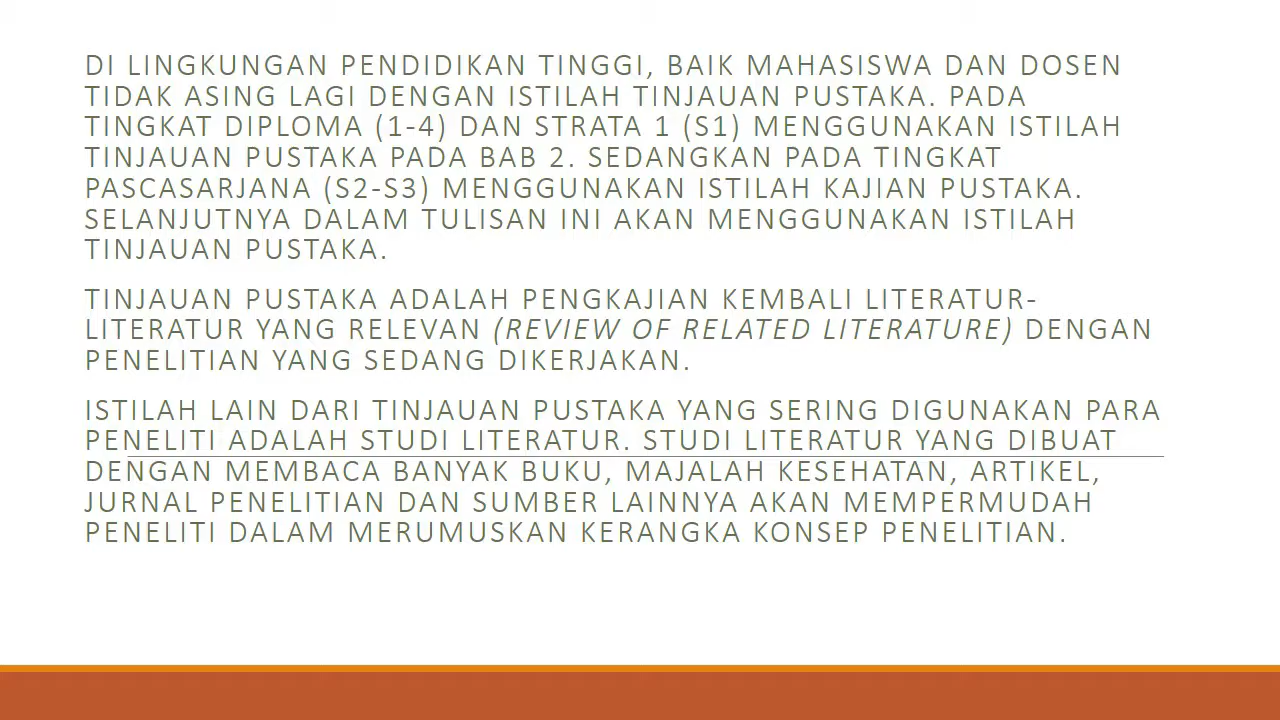 DI LINGKUNGAN PENDIDIKAN TINGGI, BAIK MAHASISWA DAN DOSEN
TIDAK ASING LAGI DENGAN ISTILAH TINJAUAN PUSTAKA. PADA
TINGKAT DIPLOMA (1-4) DAN STRATA 1 (S1) MENGGUNAKAN ISTILAH
TINJAUAN PUSTAKA PADA BAB 2. SEDANGKAN PADA TINGKAT
PASCASARJANA (S2-S3) MENGGUNAKAN ISTILAH KAJIAN PUSTAKA.
SELANJUTNYA DALAM TULISAN INI AKAN MENGGUNAKAN ISTILAH
TINJAUAN PUSTAKA.
TINJAUAN PUSTAKA ADALAH PENGKAJIAN KEMBALI LITERATUR-
LITERATUR YANG RELEVAN (REVIEW OF RELATED LITERATURE) DENGAN
PENELITIAN YANG SEDANG DIKERJAKAN.
ISTILAH LAIN DARI TINJAUAN PUSTAKA YANG SERING DIGUNAKAN PARA
PENELITI ADALAH STUDI LITERATUR. STUDI LITERATUR YANG DIBUAT
DENGAN MEMBACA BANYAK BUKU, MAJALAH KESEHATAN, ARTIKEL,
JURNAL PENELITIAN DAN SUMBER LAINNYA AKAN MEMPERMUDAH
PENELITI DALAM MERUMUSKAN KERANGKA KONSEP PENELITIAN.